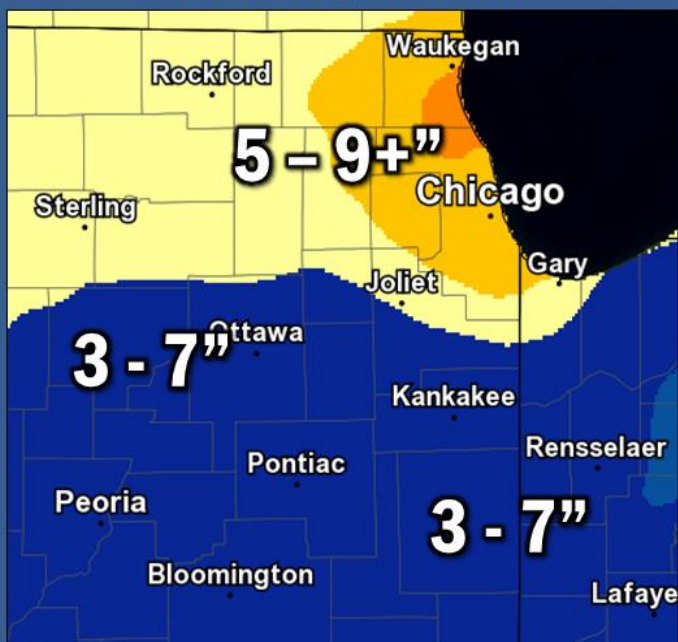 Waukegan
Rockford
5 – 9+”
Chicago
Sterling
Gary
Joliet
Ottawa
3 - 7”
Kankakee
Rensselaer
Pontiac
Peoria
3 - 7”
Bloomington
Lafaye